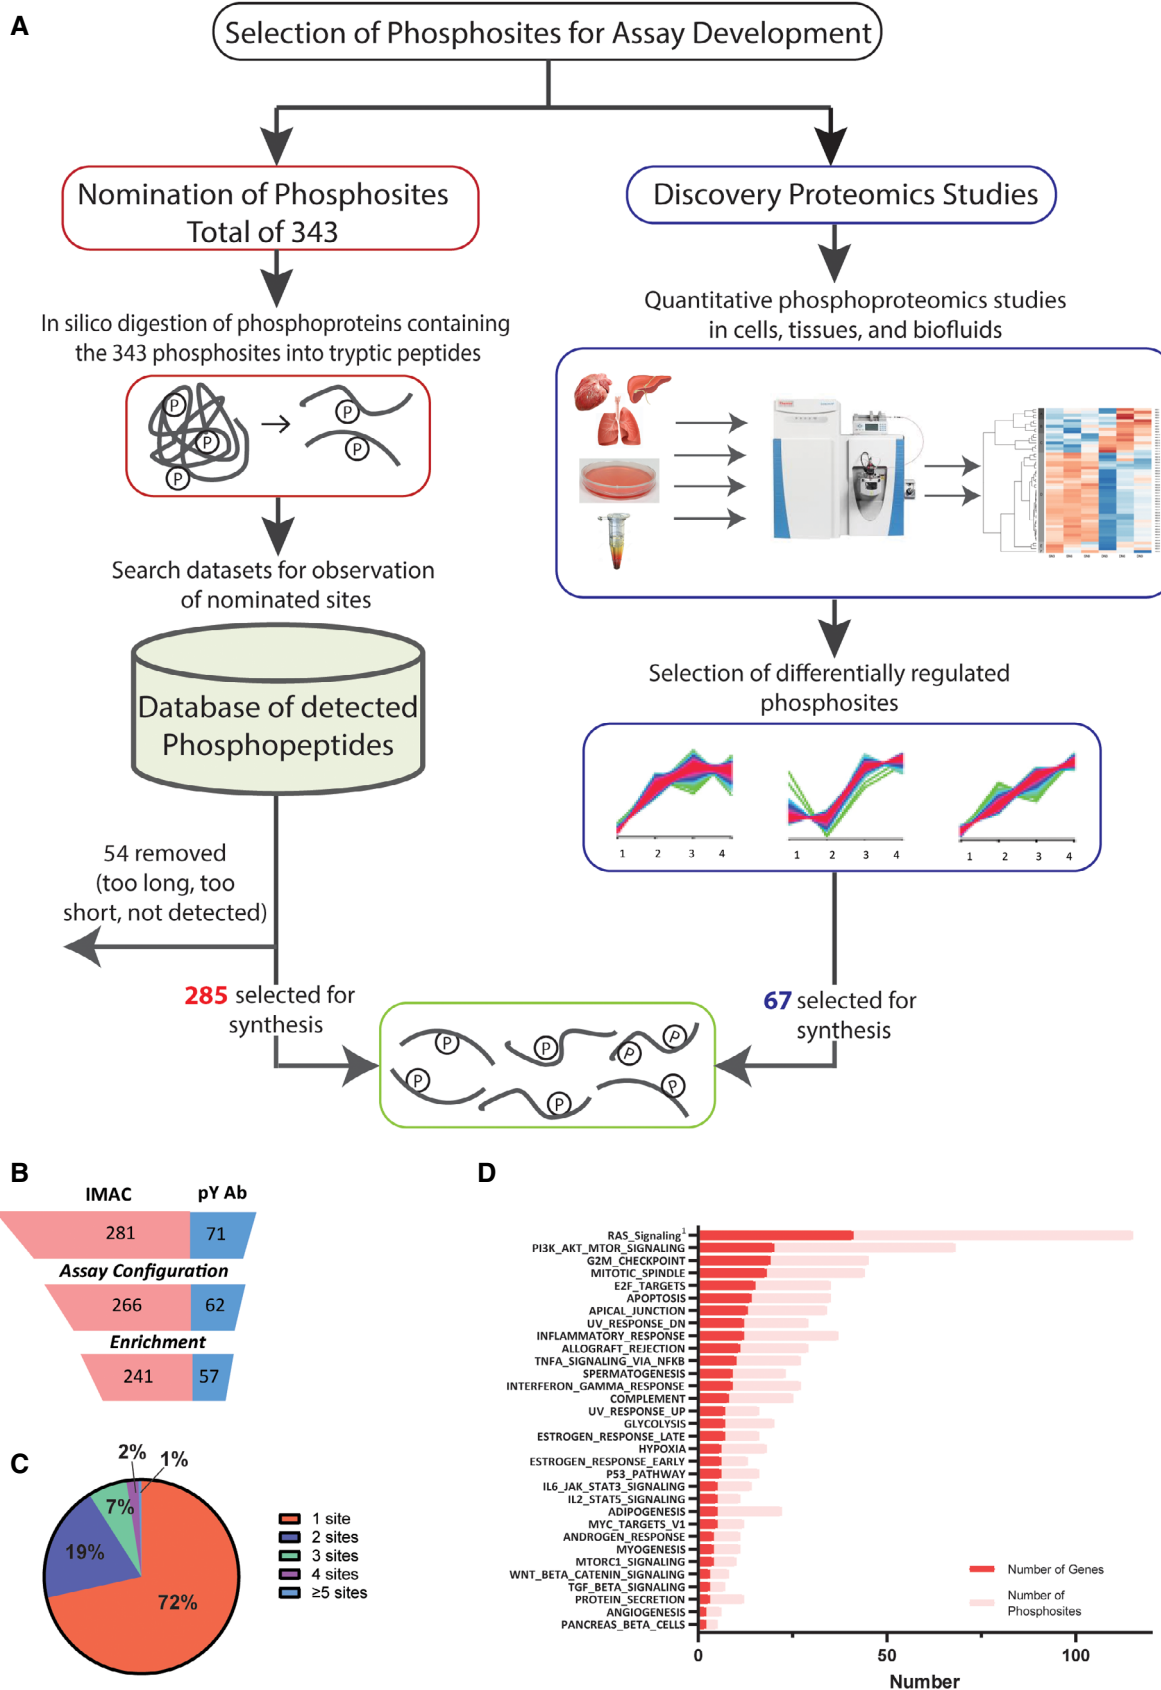 A
Selection of Phosphosites for Assay Development
Nomination of Phosphosites
Total of 343
Discovery Proteomics Studies
In silico digestion of phosphoproteins containing
the 343 phosphosites into tryptic peptides
Quantitative phosphoproteomics studies
in cells, tissues, and biofluids
P
P
P
P
P
Search datasets for observation
of nominated sites
Database of detected
Phosphopeptides
Selection of differentially regulated
phosphosites
1 2 3 4
1 2 3 4
1 2 3 4
54 removed
(too long, too
short, not detected)
285 selected for
synthesis
67 selected for
synthesis
P
P
P
P
P
P
P
B
IMAC pY Ab
281 71
Assay Configuration
266 62
Enrichment
241 57
C
2%
1%
7%
19%
72%
1 site
2 sites
3 sites
4 sites
≥5 sites
D
RAS_Signaling¹
PI3K_AKT_MTOR_SIGNALING
G2M_CHECKPOINT
MITOTIC_SPINDLE
E2F_TARGETS
APOPTOSIS
APICAL_JUNCTION
UV_RESPONSE_DN
INFLAMMATORY_RESPONSE
ALLOGRAFT_REJECTION
TNFA_SIGNALING_VIA_NFKB
SPERMATOGENESIS
INTERFERON_GAMMA_RESPONSE
COMPLEMENT
UV_RESPONSE_UP
GLYCOLYSIS
ESTROGEN_RESPONSE_LATE
HYPOXIA
ESTROGEN_RESPONSE_EARLY
P53_PATHWAY
IL6_JAK_STAT3_SIGNALING
IL2_STAT5_SIGNALING
ADIPOGENESIS
MYC_TARGETS_V1
ANDROGEN_RESPONSE
MYOGENESIS
MTORC1_SIGNALING
WNT_BETA_CATENIN_SIGNALING
TGF_BETA_SIGNALING
PROTEIN_SECRETION
ANGIOGENESIS
PANCREAS_BETA_CELLS
Number of Genes
Number of
Phosphosites
0 50 100
Number